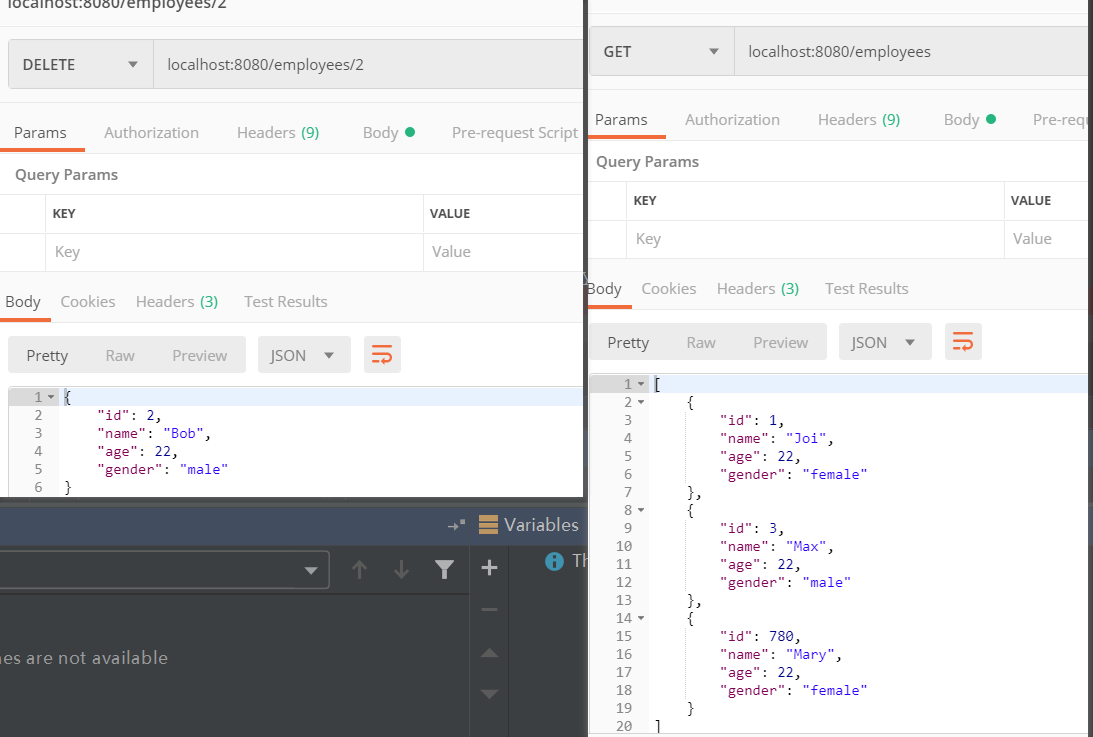 localhost:8080/employees/2
DELETE localhost:8080/employees/2
Params Authorization Headers (9) Body Pre-request Script
Query Params
KEY VALUE
Key Value
Body Cookies Headers (3) Test Results
Pretty Raw Preview JSON
1 {
2 "id": 2,
3 "name": "Bob",
4 "age": 22,
5 "gender": "male"
6 }
Variables
are not available
GET localhost:8080/employees
Params Authorization Headers (9) Body
Query Params
KEY VALUE
Key Value
Body Cookies Headers (3) Test Results
Pretty Raw Preview JSON
1 [
2 {
3 "id": 1,
4 "name": "Joi",
5 "age": 22,
6 "gender": "female"
7 },
8 {
9 "id": 3,
10 "name": "Max",
11 "age": 22,
12 "gender": "male"
13 },
14 {
15 "id": 780,
16 "name": "Mary",
17 "age": 22,
18 "gender": "female"
19 }
20 ]